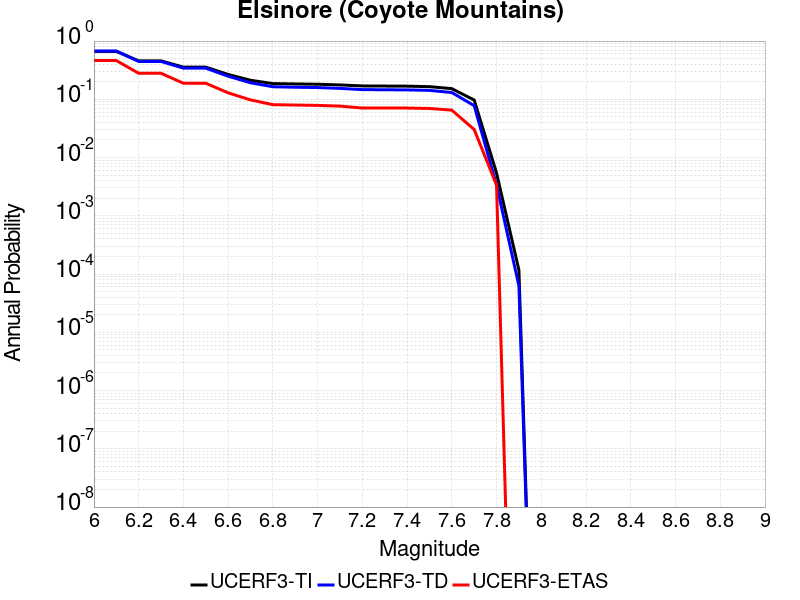 Elsinore (Coyote Mountains)
10^0
10^-1
10^-2
10^-3
10^-4
10^-5
10^-6
10^-7
10^-8
Annual Probability
6 6.2 6.4 6.6 6.8 7 7.2 7.4 7.6 7.8 8 8.2 8.4 8.6 8.8 9
Magnitude
UCERF3-TI UCERF3-TD UCERF3-ETAS